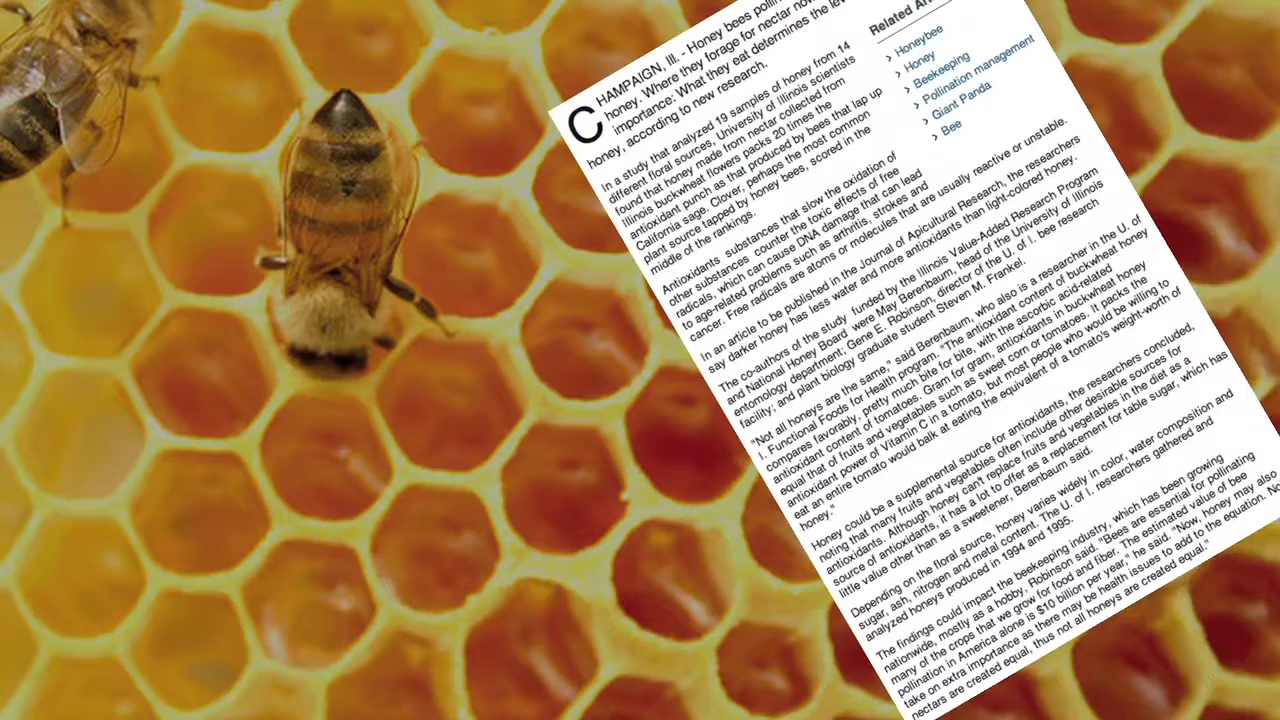 CHAMPAIGN, Ill. - Honey bees pollin
honey. Where they forage for nectar now
importance. What they eat determines the lev
honey, according to new research.
Related
› Honeybee
› Honey
› Beekeeping
› Pollination management
› Giant Panda
› Bee
In a study that analyzed 19 samples of honey from 14
different floral sources, University of Illinois scientists
found that honey made from nectar collected from
Illinois buckwheat flowers packs 20 times the
antioxidant punch as that produced by bees that lap up
California sage. Clover, perhaps the most common
plant source tapped by honey bees, scored in the
middle of the rankings.
Antioxidants substances that slow the oxidation of
other substances counter the toxic effects of free
radicals, which can cause DNA damage that can lead
to age-related problems such as arthritis, strokes and
cancer. Free radicals are atoms or molecules that are usually reactive or unstable.
In an article to be published in the Journal of Apicultural Research, the researchers
say darker honey has less water and more antioxidants than light-colored honey.
The co-authors of the study funded by the Illinois Value-Added Research Program
and National Honey Board were May Berenbaum, head of the University of Illinois
entomology department; Gene E. Robinson, director of the U. of I. bee research
facility; and plant biology graduate student Steven M. Frankel.
"Not all honeys are the same," said Berenbaum, who also is a researcher in the U. of
I. Functional Foods for Health program. "The antioxidant content of buckwheat honey
compares favorably, pretty much bite for bite, with the ascorbic acid-related
antioxidant content of tomatoes. Gram for gram, antioxidants in buckwheat honey
equal that of fruits and vegetables such as sweet corn or tomatoes. It packs the
antioxidant power of Vitamin C in a tomato, but most people who would be willing to
eat an entire tomato would balk at eating the equivalent of a tomato's weight-worth of
honey."
Honey could be a supplemental source for antioxidants, the researchers concluded,
noting that many fruits and vegetables often include other desirable sources for
antioxidants. Although honey can't replace fruits and vegetables in the diet as a
source of antioxidants, it has a lot to offer as a replacement for table sugar, which has
little value other than as a sweetener, Berenbaum said.
Depending on the floral source, honey varies widely in color, water composition and
sugar, ash, nitrogen and metal content. The U. of I. researchers gathered and
analyzed honeys produced in 1994 and 1995.
The findings could impact the beekeeping industry, which has been growing
nationwide, mostly as a hobby, Robinson said. "Bees are essential for pollinating
many of the crops that we grow for food and fiber. The estimated value of bee
pollination in America alone is $10 billion per year," he said. "Now, honey may also
take on extra importance as there may be health issues to add to the equation. No
nectars are created equal, thus not all honeys are created equal."